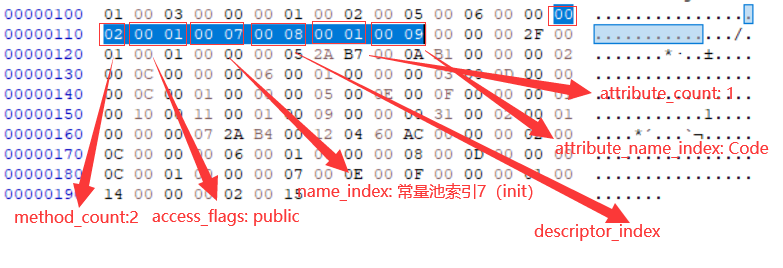 00000100 01 00 03 00 00 00 01 00 02 00 05 00 06 00 00 00 ................
00000110 02 00 01 00 07 00 08 00 01 00 09 00 00 00 2F 00 ............../.
00000120 01 00 01 00 00 00 05 2A B7 00 0A B1 00 00 00 02 .......*·..±....
00000130 00 0C 00 00 00 06 00 01 00 00 00 03 00 0D 00 00
00000140 00 0C 00 01 00 00 00 05 00 0E 00 0F 00 00 00 01
attribute_count: 1
00000150 00 10 00 11 00 01 00 09 00 00 00 31 00 02 00 01 ...........1....
00000160 00 00 00 07 2A B4 00 12 04 60 AC 00 00 00 02 00 ....*´...`¬.....
attribute_name_index: Code
00000170 0C 00 00 00 06 00 01 00 00 00 08 00 0D 00 00 00 ................
00000180 0C 00 01 00 00 00 07 00 0E 00 0F 00 00 00 01 00 ................
00000190 14 00 00 00 02 00 15 .......
name_index: 常量池索引7（init）
method_count:2 access_flags: public
descriptor_index